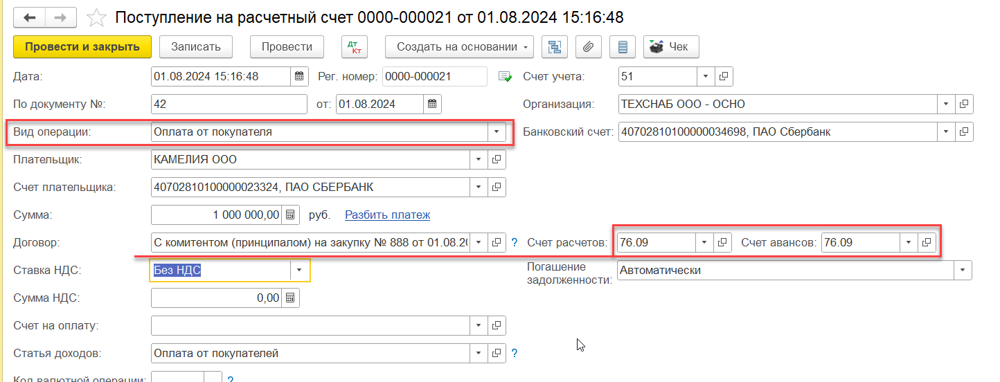 Поступление на расчетный счет 0000-000021 от 01.08.2024 15:16:48
Провести и закрыть Записать Провести Дт Кт Создать на основании Чек
Дата: 01.08.2024 15:16:48 Рег. номер: 0000-000021 Счет учета: 51
По документу №: 42 от: 01.08.2024 Организация: ТЕХСНАБ ООО - ОСНО
Вид операции: Оплата от покупателя Банковский счет: 40702810100000034698, ПАО Сбербанк
Плательщик: КАМЕЛИЯ ООО
Счет плательщика: 40702810100000023324, ПАО СБЕРБАНК
Сумма: 1 000 000,00 руб. Разбить платеж
Договор: С комитентом (принципалом) на закупку № 888 от 01.08.20 ? Счет расчетов: 76.09 Счет авансов: 76.09
Ставка НДС: Без НДС Погашение задолженности: Автоматически
Сумма НДС: 0,00
Счет на оплату:
Статья доходов: Оплата от покупателей ?
Код валютной операции: ?